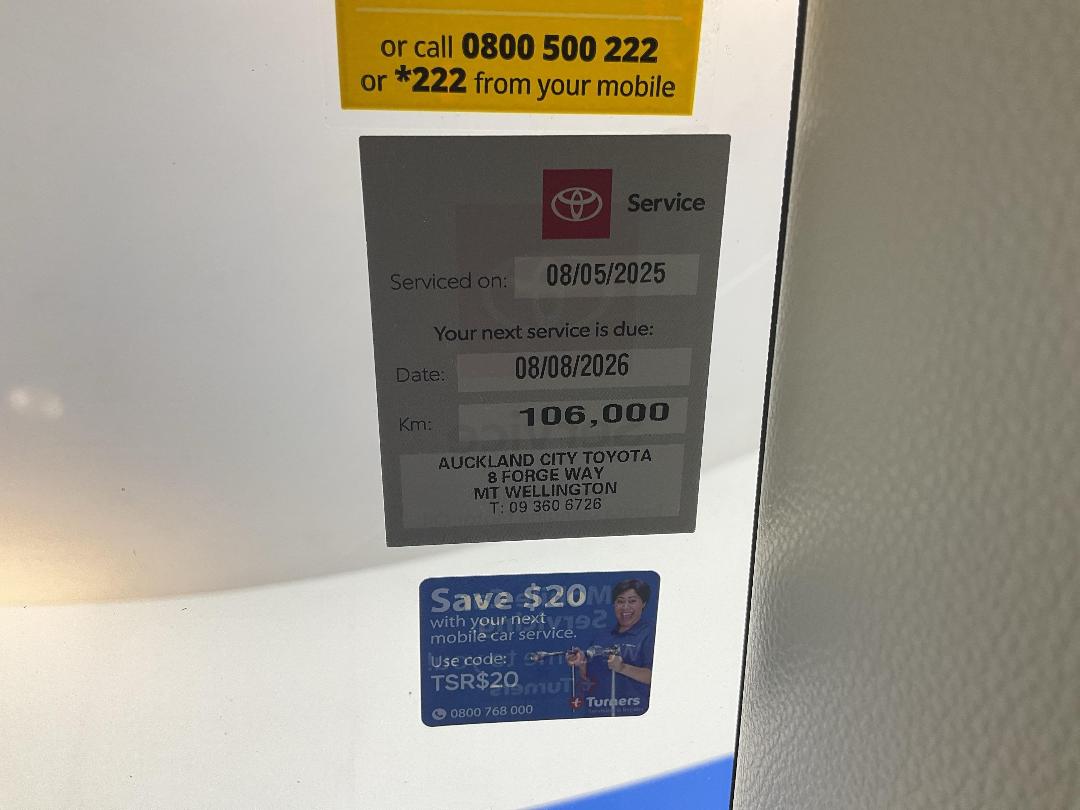 or call 0800 500 222
or *222 from your mobile
Service
Serviced on: 08/05/2025
Your next service is due:
Date: 08/08/2026
Km: 106,000
AUCKLAND CITY TOYOTA
8 FORGE WAY
MT WELLINGTON
T: 09 360 6726
Save $20
with your next
mobile car service.
Use code:
TSR$20
0800 768 000
Turners